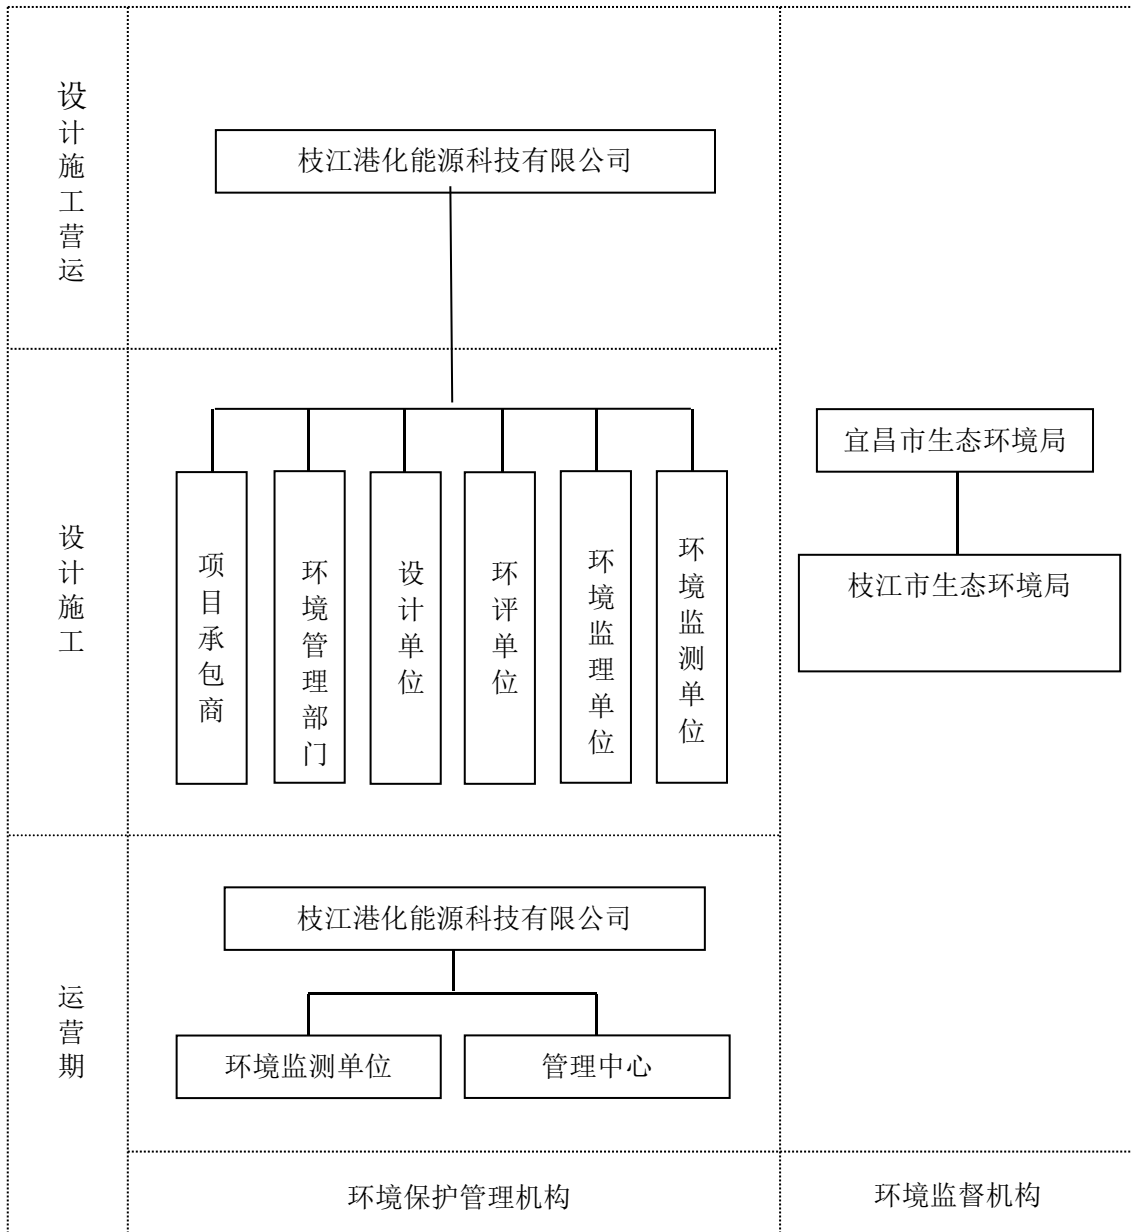 设计施工营运
枝江港化能源科技有限公司
设计施工
项目承包商
环境管理部门
设计单位
环评单位
环境监理单位
环境监测单位
宜昌市生态环境局
枝江市生态环境局
运营期
枝江港化能源科技有限公司
环境监测单位
管理中心
环境保护管理机构
环境监督机构